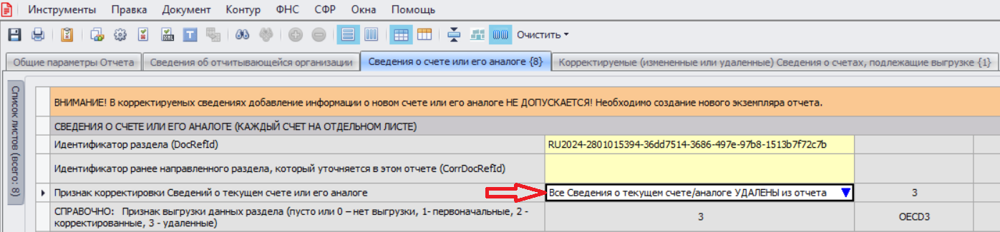 Инструменты Правка Документ Контур ФНС СФР Окна Помощь
T XML Очистить
Общие параметры Отчета Сведения об отчитывающейся организации Сведения о счете или его аналоге {8} Корректируемые (измененные или удаленные) Сведения о счетах, подлежащие выгрузке {1}
Список листов (всего: 8)
ВНИМАНИЕ! В корректируемых сведениях добавление информации о новом счете или его аналоге НЕ ДОПУСКАЕТСЯ! Необходимо создание нового экземпляра отчета.
СВЕДЕНИЯ О СЧЕТЕ ИЛИ ЕГО АНАЛОГЕ (КАЖДЫЙ СЧЕТ НА ОТДЕЛЬНОМ ЛИСТЕ)
Идентификатор раздела (DocRefId) RU2024-2801015394-36dd7514-3686-497e-97b8-1513b7f72c7b
Идентификатор ранее направленного раздела, который уточняется в этом отчете (CorrDocRefId)
Признак корректировки Сведений о текущем счете или его аналоге Все Сведения о текущем счете/аналоге УДАЛЕНЫ из отчета 3
СПРАВОЧНО: Признак выгрузки данных раздела (пусто или 0 – нет выгрузки, 1- первоначальные, 2 -
корректированные, 3 - удаленные) 3 OECD3